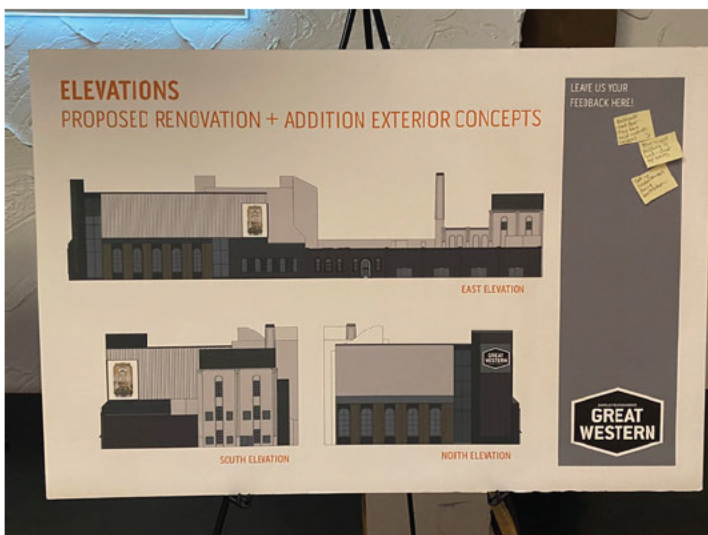 ELEVATIONS
PROPOSED RENOVATION + ADDITION EXTERIOR CONCEPTS
LEAVE US YOUR
FEEDBACK HERE!
EAST ELEVATION
SOUTH ELEVATION
GREAT
WESTERN
NORTH ELEVATION
GREAT
WESTERN